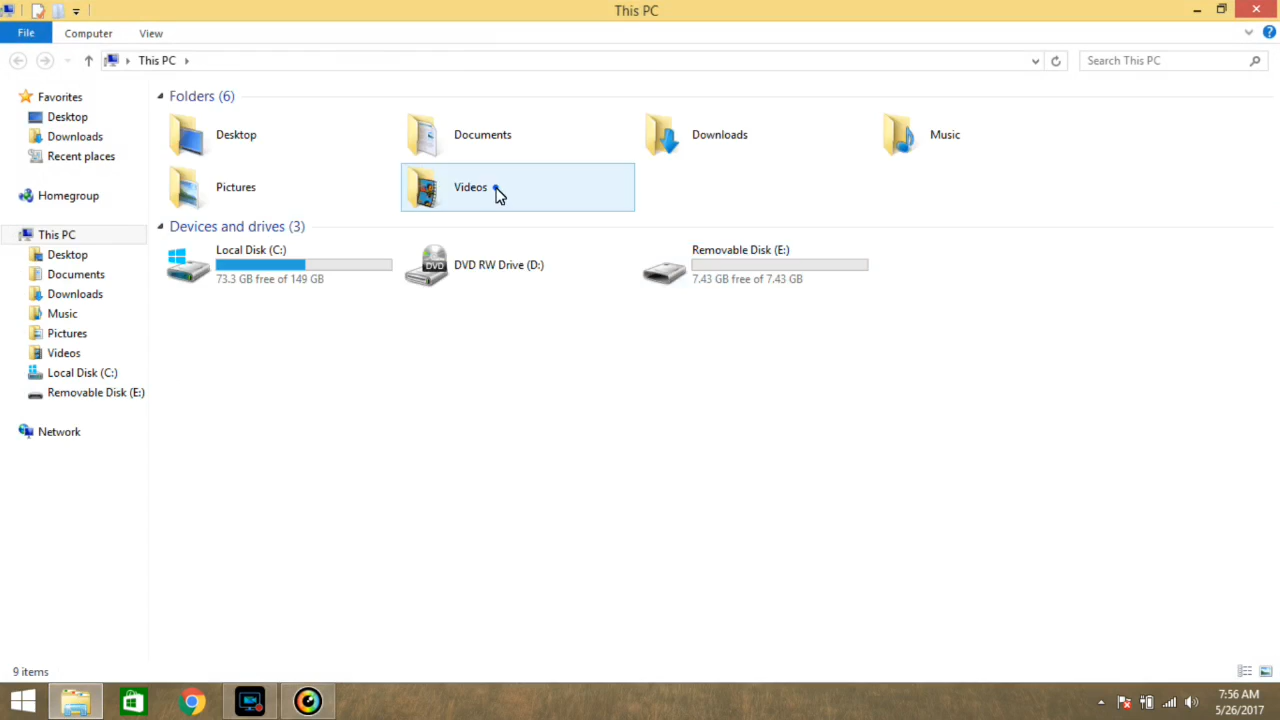 This PC
File Computer View
This PC
Search This PC
Favorites
Desktop
Downloads
Recent places
Homegroup
This PC
Desktop
Documents
Downloads
Music
Pictures
Videos
Local Disk (C:)
Removable Disk (E:)
Network
Folders (6)
Desktop
Documents
Downloads
Music
Pictures
Videos
Devices and drives (3)
Local Disk (C:)
73.3 GB free of 149 GB
DVD
DVD RW Drive (D:)
Removable Disk (E:)
7.43 GB free of 7.43 GB
9 items
7:56 AM
5/26/2017